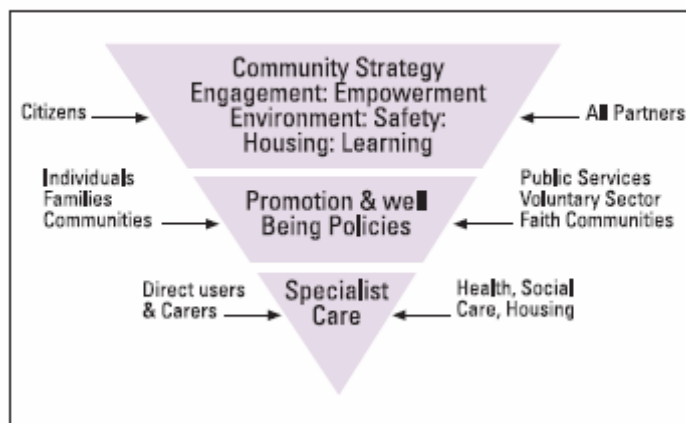 Community Strategy
Engagement: Empowerment
Environment: Safety:
Housing: Learning
Citizens
All Partners
Individuals
Families
Communities
Promotion & well
Being Policies
Public Services
Voluntary Sector
Faith Communities
Direct users
& Carers
Specialist
Care
Health, Social
Care, Housing